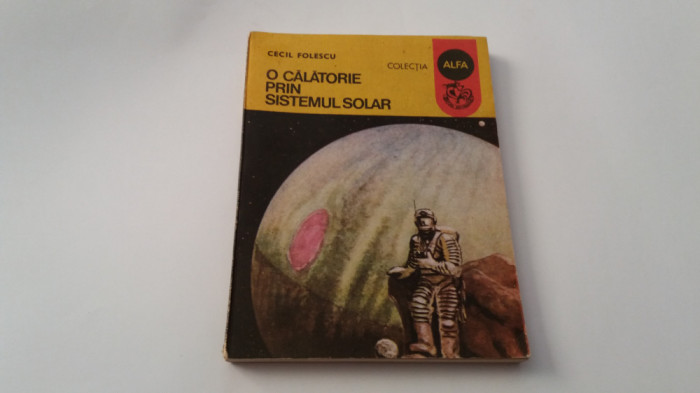 CECIL FOLESCU
O CĂLĂTORIE
PRIN
SISTEMUL SOLAR
COLECȚIA
ALFA